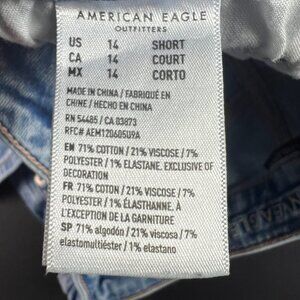 AMERICAN EAGLE
OUTFITTERS
US 14 SHORT
CA 14 COURT
MX 14 CORTO
MADE IN CHINA / FABRIQUÉ EN
CHINE / HECHO EN CHINA
RN 54485 / CA 03873
RFC# AEM120605U9A
EN 71% COTTON / 21% VISCOSE / 7%
POLYESTER / 1% ELASTANE, EXCLUSIVE OF
DECORATION
FR 71% COTON / 21% VISCOSE / 7%
POLYESTER / 1% ÉLASTHANNE, À
L'EXCEPTION DE LA GARNITURE
SP 71% algodón / 21% viscosa / 7%
elastomultiéster / 1% elastano